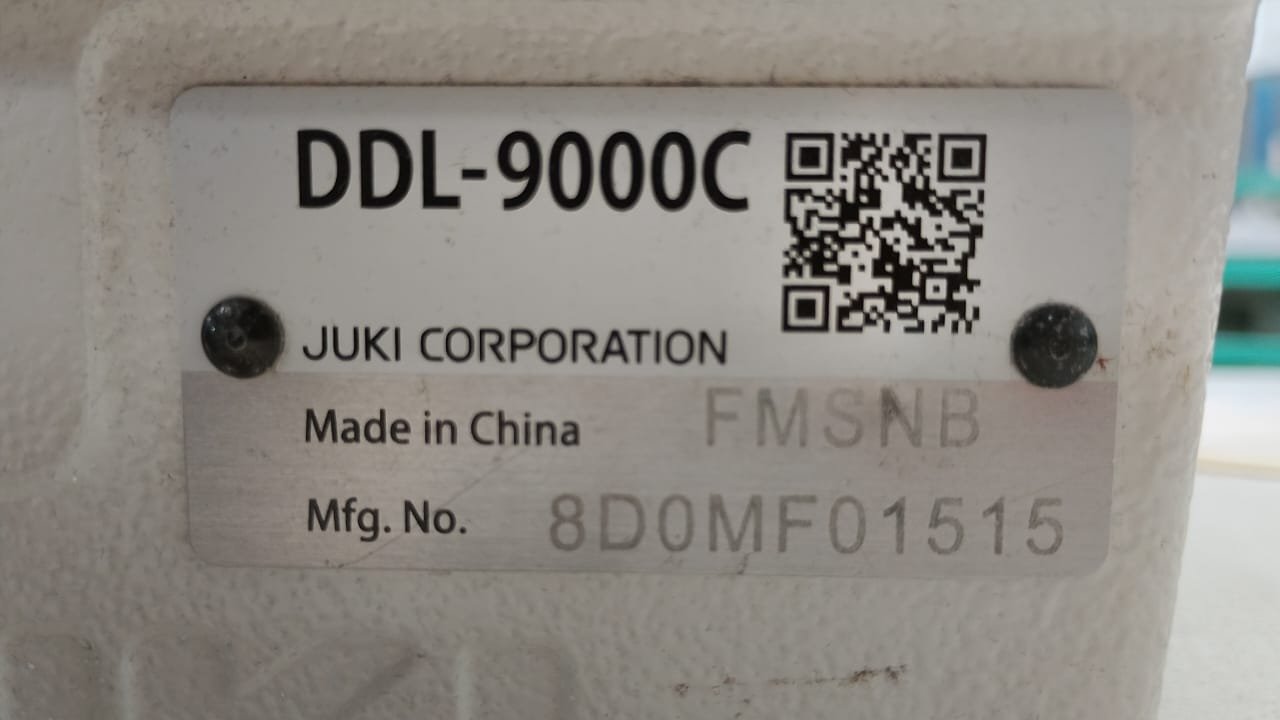 DDL-9000C
JUKI CORPORATION
Made in China FMSNB
Mfg. No. 8D0MF01515